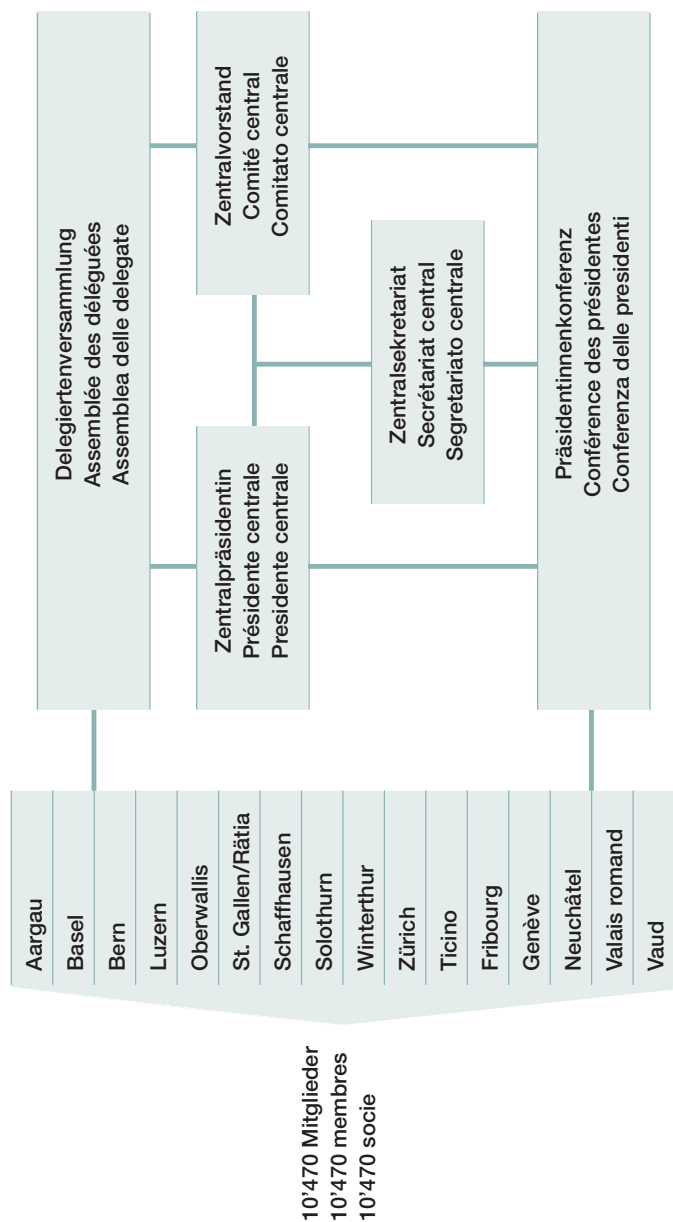 Delegiertenversammlung
Assemblée des déléguées
Assemblea delle delegate
Zentralpräsidentin
Présidente centrale
Presidente centrale
Zentralvorstand
Comité central
Comitato centrale
Zentralsekretariat
Secrétariat central
Segretariato centrale
Präsidentinnenkonferenz
Conférence des présidentes
Conferenza delle presidenti
Aargau
Basel
Bern
Luzern
Oberwallis
St. Gallen/Rätia
Schaffhausen
Solothurn
Winterthur
Zürich
Ticino
Fribourg
Genève
Neuchâtel
Valais romand
Vaud
10’470 Mitglieder
10’470 membres
10’470 socie